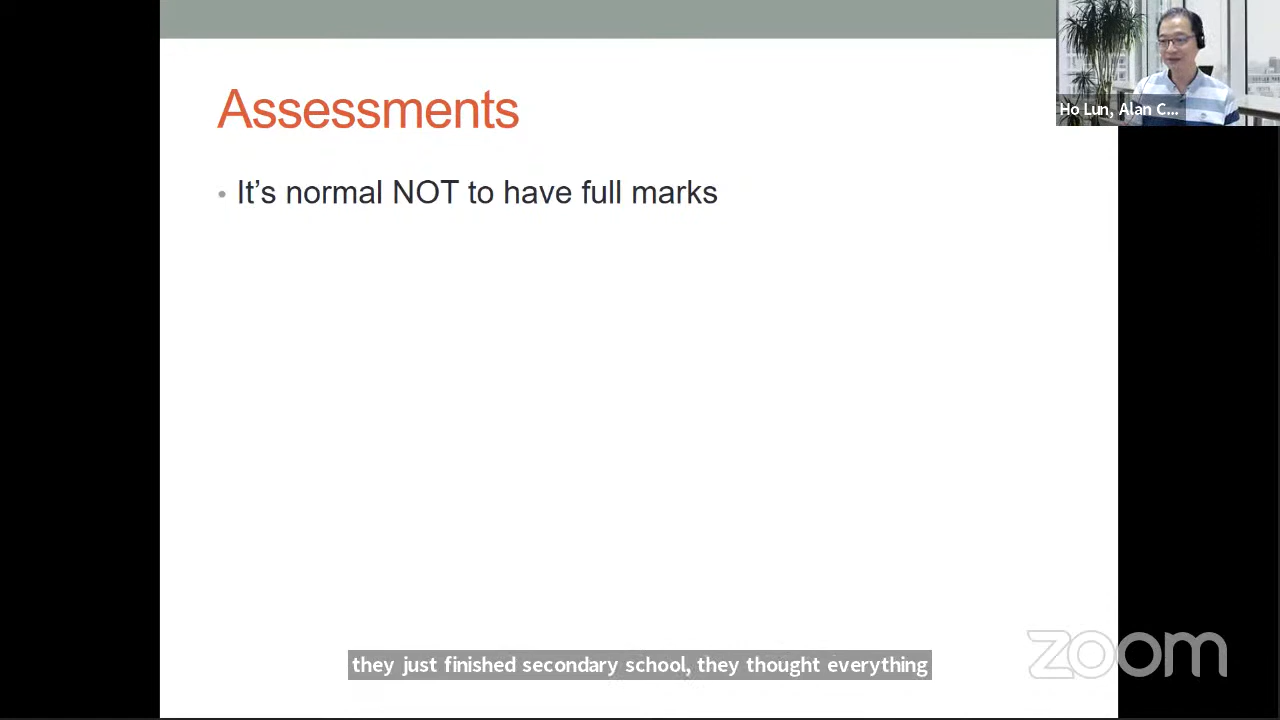 Ho Lun, Alan C...
Assessments
• It's normal NOT to have full marks
they just finished secondary school, they thought everything
zoom